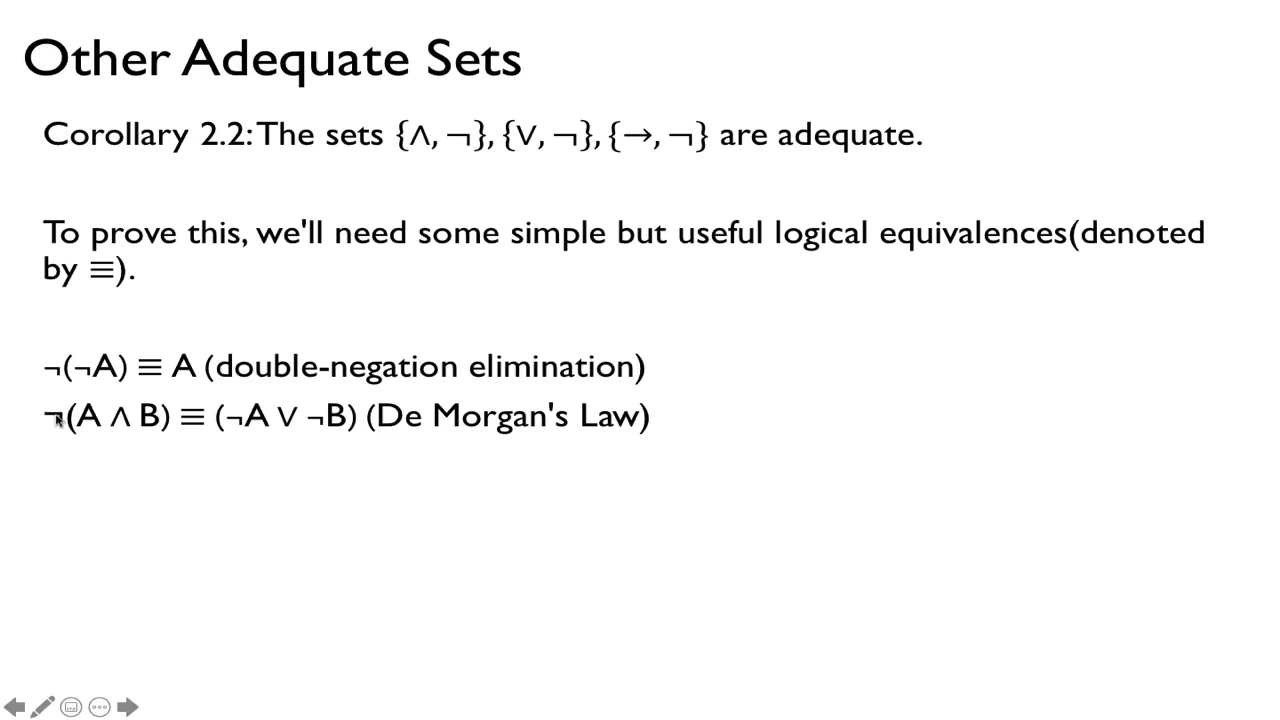 Other Adequate Sets
Corollary 2.2: The sets {∧, ¬}, {∨, ¬}, {→, ¬} are adequate.
To prove this, we'll need some simple but useful logical equivalences(denoted
by ≡).
¬(¬A) ≡ A (double-negation elimination)
¬(A ∧ B) ≡ (¬A ∨ ¬B) (De Morgan's Law)